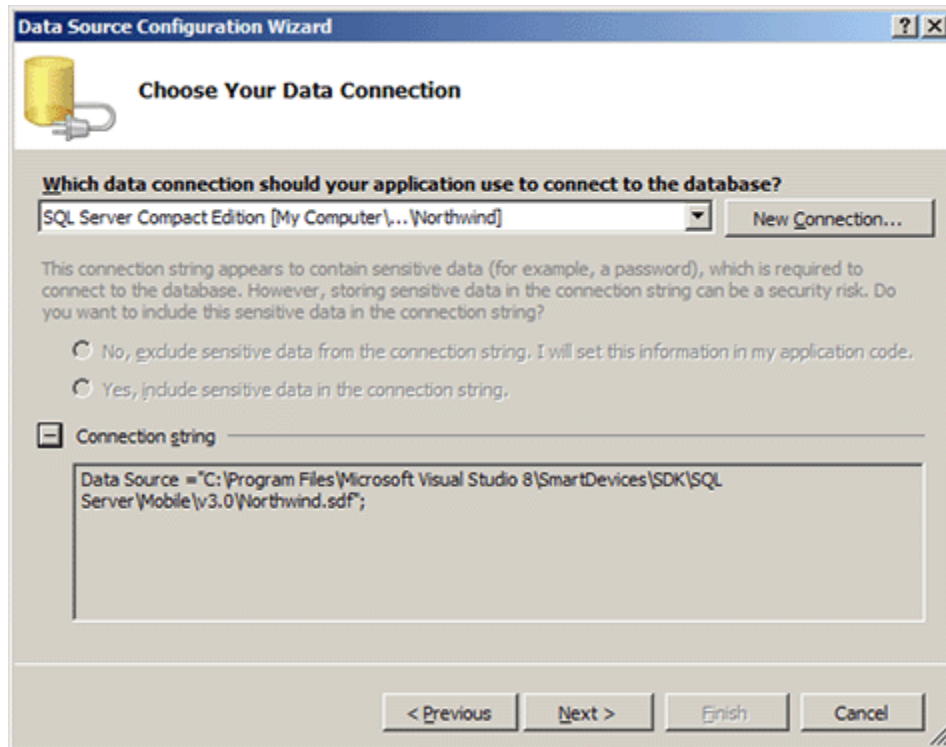 Data Source Configuration Wizard
Choose Your Data Connection
Which data connection should your application use to connect to the database?
SQL Server Compact Edition [My Computer\...\Northwind]
New Connection...
This connection string appears to contain sensitive data (for example, a password), which is required to
connect to the database. However, storing sensitive data in the connection string can be a security risk. Do
you want to include this sensitive data in the connection string?
No, exclude sensitive data from the connection string. I will set this information in my application code.
Yes, include sensitive data in the connection string.
Connection string
Data Source ="C:\Program Files\Microsoft Visual Studio 8\SmartDevices\SDK\SQL
Server\Mobile\v3.0\Northwind.sdf";
< Previous
Next >
Finish
Cancel